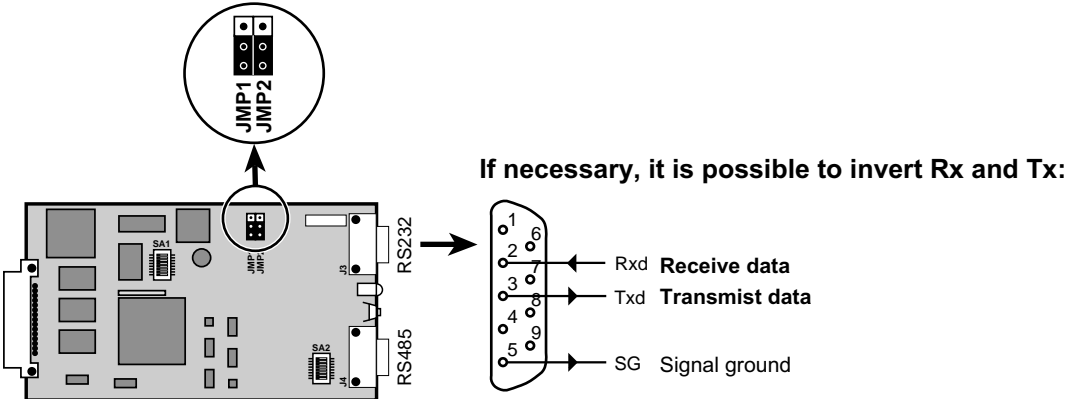 JMP1
JMP2
If necessary, it is possible to invert Rx and Tx:
SA1
JMP1
JMP2
J3
RS232
SA2
J4
RS485
1
6
2
7
3
8
4
9
5
Rxd Receive data
Txd Transmist data
SG Signal ground